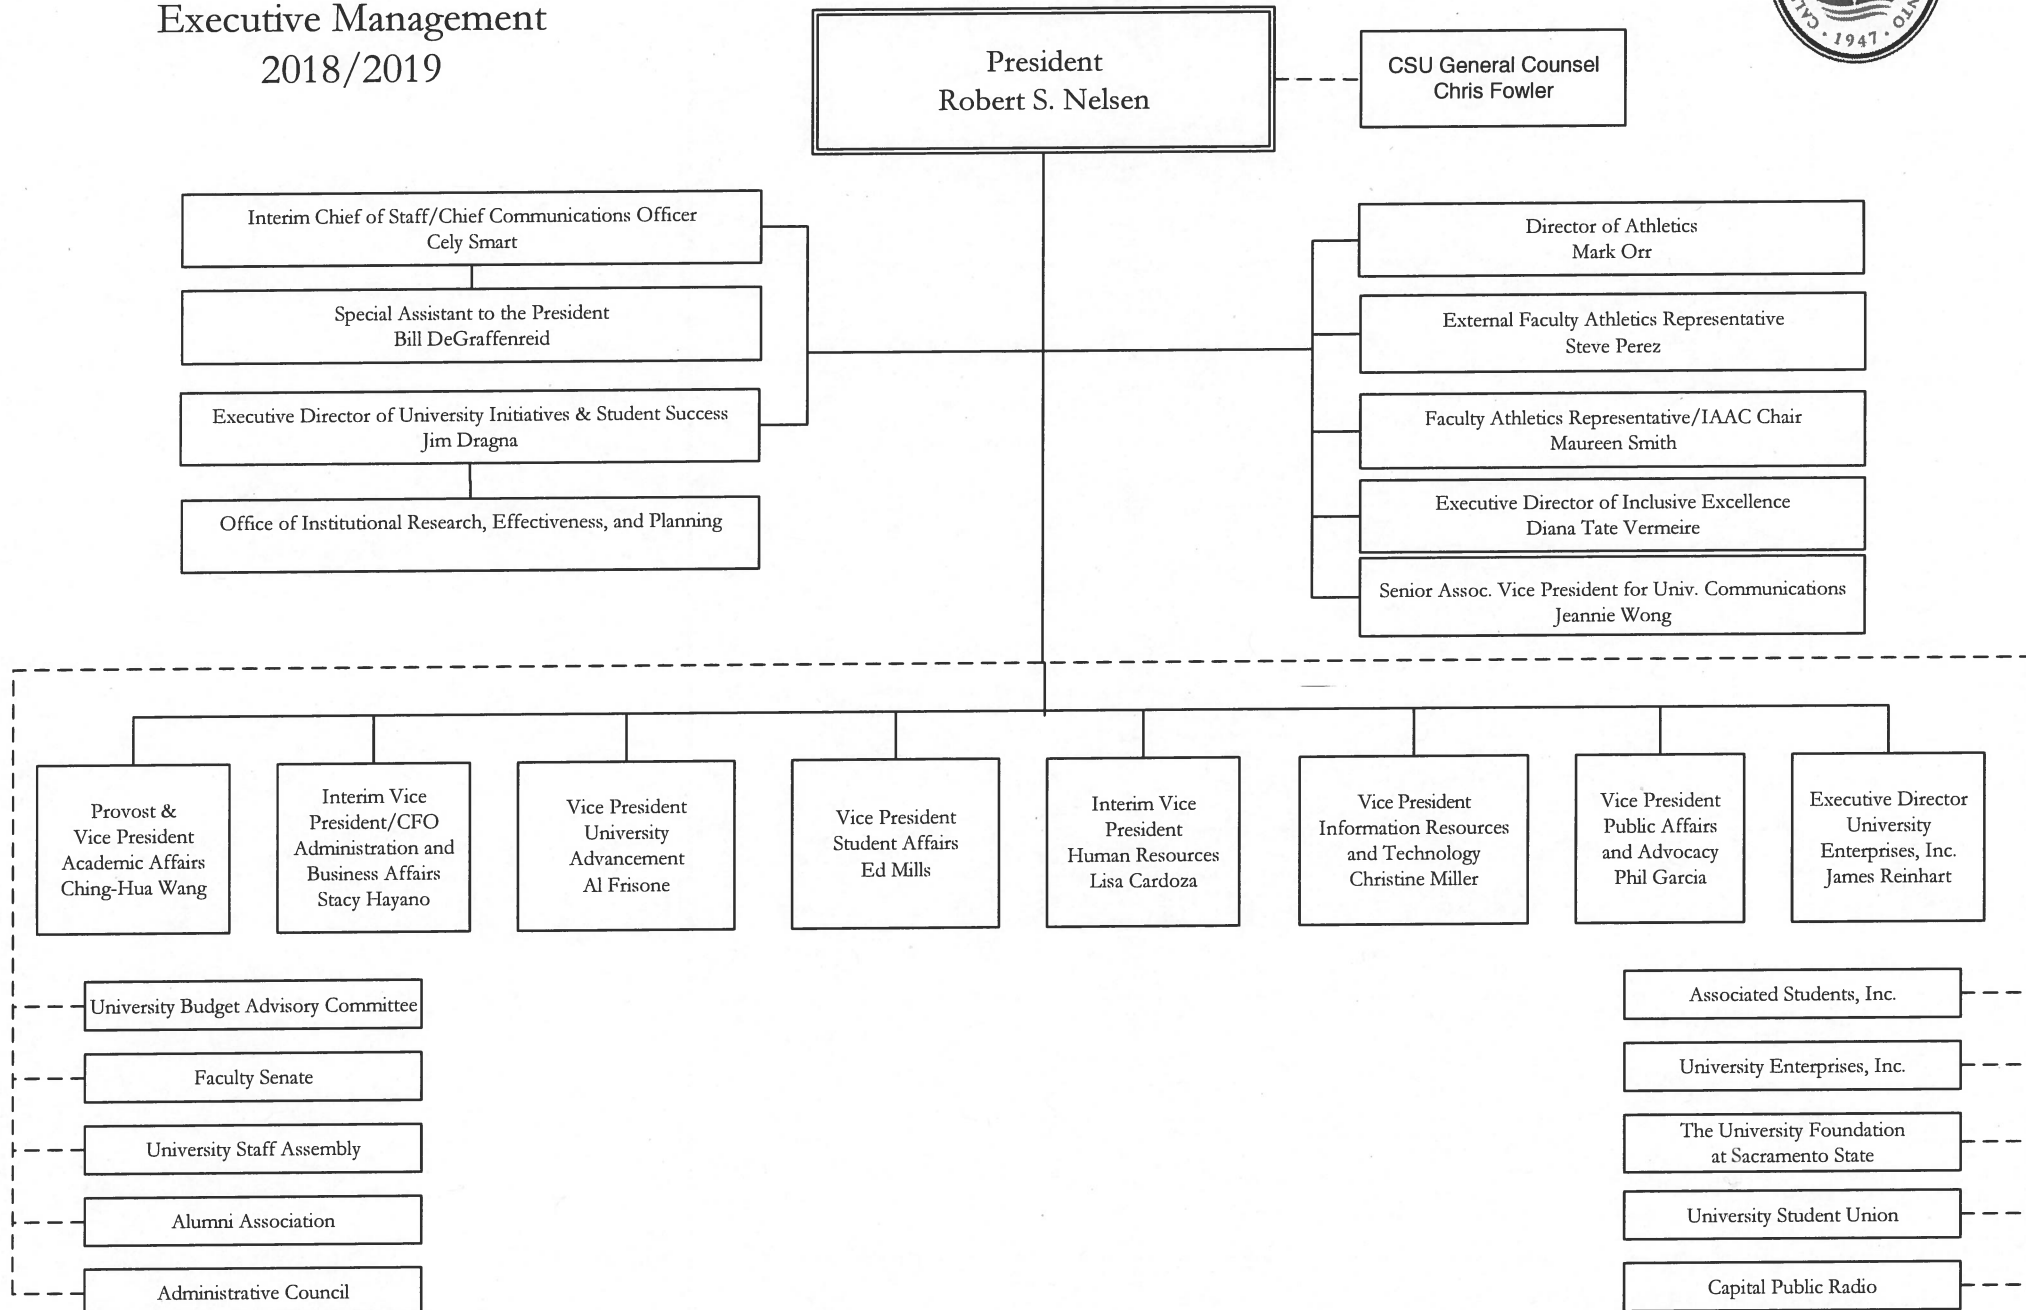 Executive Management
2018/2019
President
Robert S. Nelsen
CSU General Counsel
Chris Fowler
1947
Interim Chief of Staff/Chief Communications Officer
Cely Smart
Special Assistant to the President
Bill DeGraffenreid
Executive Director of University Initiatives & Student Success
Jim Dragna
Office of Institutional Research, Effectiveness, and Planning
Director of Athletics
Mark Orr
External Faculty Athletics Representative
Steve Perez
Faculty Athletics Representative/IAAC Chair
Maureen Smith
Executive Director of Inclusive Excellence
Diana Tate Vermeire
Senior Assoc. Vice President for Univ. Communications
Jeannie Wong
Provost &
Vice President
Academic Affairs
Ching-Hua Wang
Interim Vice
President/CFO
Administration and
Business Affairs
Stacy Hayano
Vice President
University
Advancement
Al Frisone
Vice President
Student Affairs
Ed Mills
Interim Vice
President
Human Resources
Lisa Cardoza
Vice President
Information Resources
and Technology
Christine Miller
Vice President
Public Affairs
and Advocacy
Phil Garcia
Executive Director
University
Enterprises, Inc.
James Reinhart
University Budget Advisory Committee
Faculty Senate
University Staff Assembly
Alumni Association
Administrative Council
Associated Students, Inc.
University Enterprises, Inc.
The University Foundation
at Sacramento State
University Student Union
Capital Public Radio